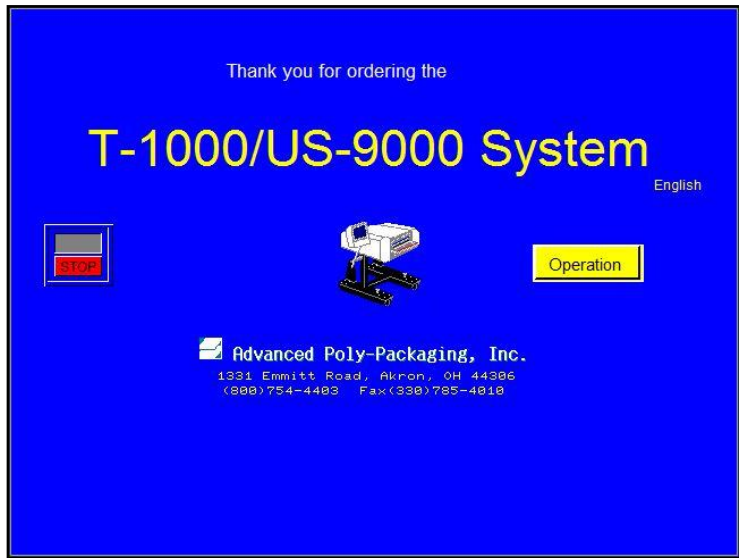 Thank you for ordering the
T-1000/US-9000 System
English
STOP
Operation
Advanced Poly-Packaging, Inc.
1331 Emmitt Road, Akron, OH 44306
(800)754-4403 Fax(330)785-4010